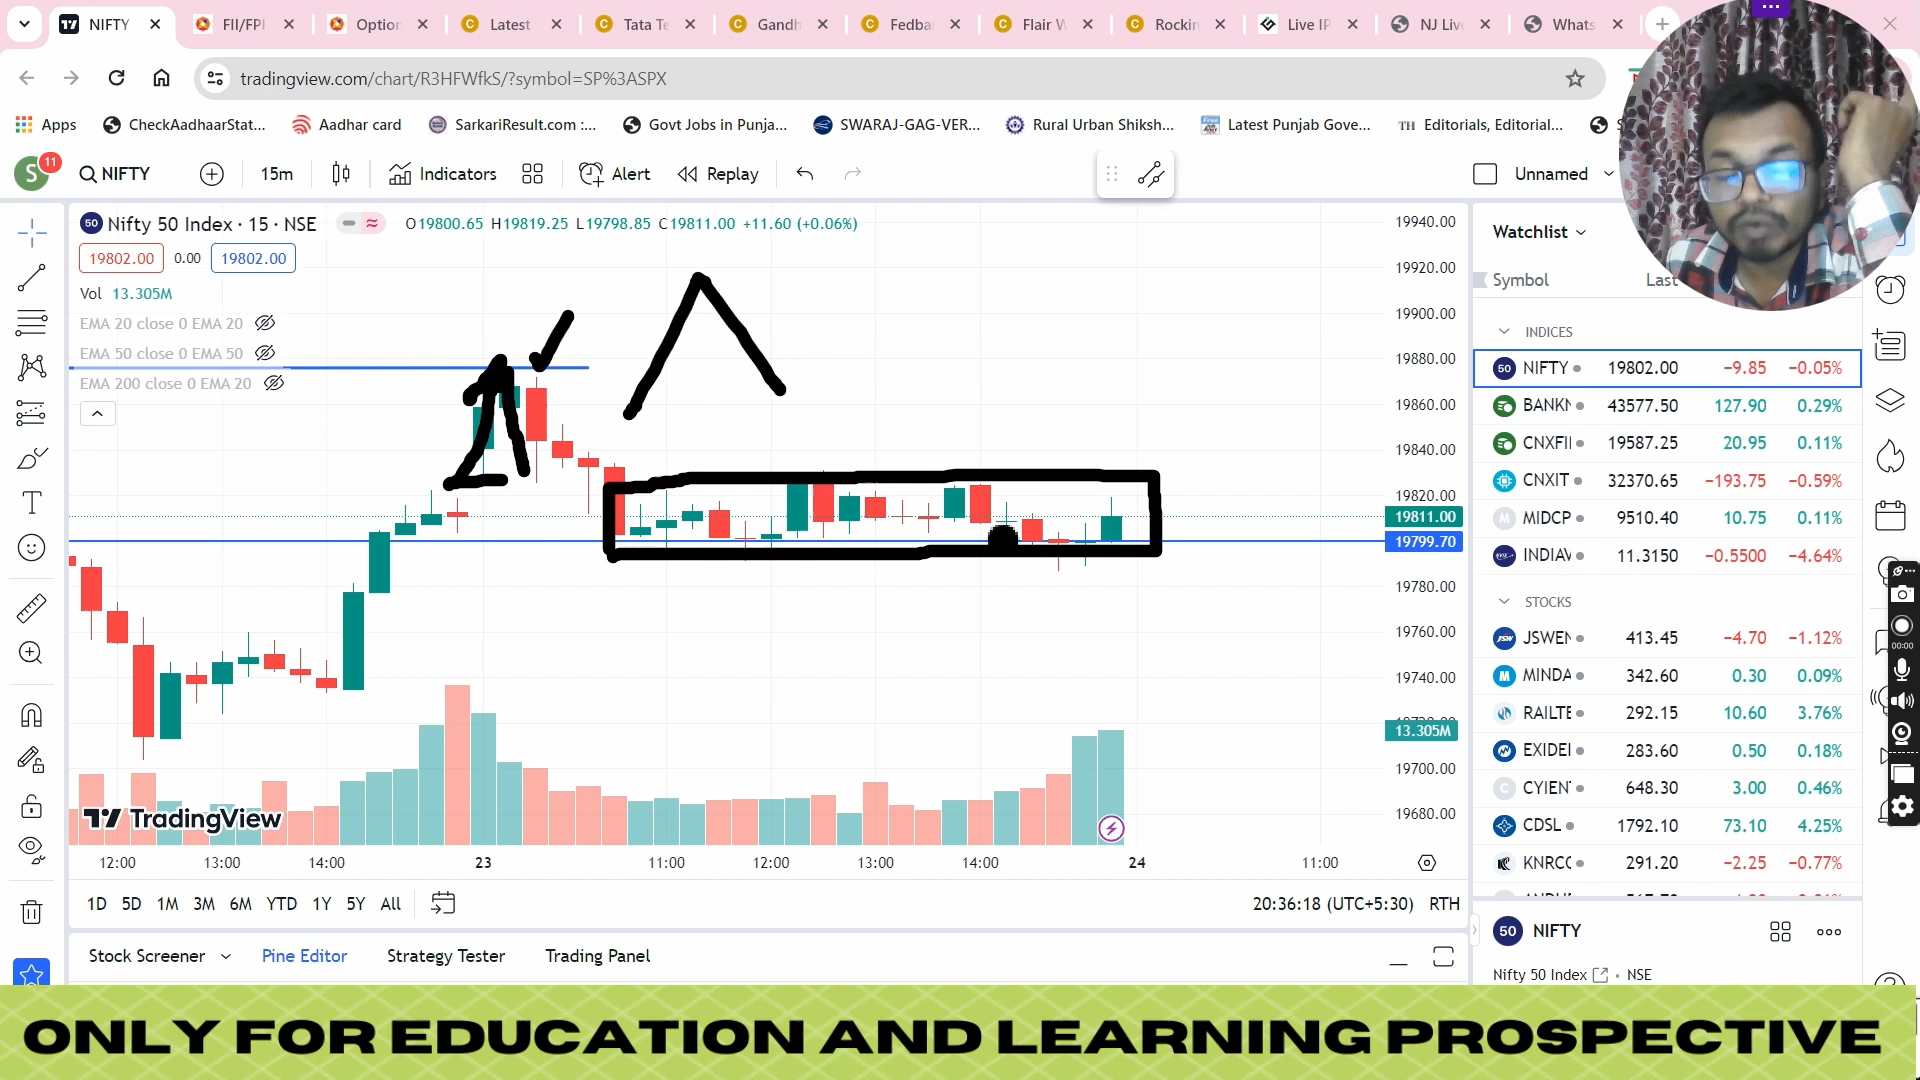 NIFTY
FII/FPI
Option
Latest
Tata Te
Gandh
Fedba
Flair W
Rockin
Live IP
NJ Liv
Whats
tradingview.com/chart/R3HFWfkS/?symbol=SP%3ASPX
Apps
CheckAadhaarStat...
Aadhar card
SarkariResult.com :...
Govt Jobs in Punja...
SWARAJ-GAG-VER...
Rural Urban Shiksh...
Latest Punjab Gove...
TH Editorials, Editorial...
S 11
NIFTY
15m
Indicators
Alert
Replay
Unnamed
50 Nifty 50 Index · 15 · NSE
O19800.65 H19819.25 L19798.85 C19811.00 +11.60 (+0.06%)
19802.00 0.00 19802.00
Vol 13.305M
EMA 20 close 0 EMA 20
EMA 50 close 0 EMA 50
EMA 200 close 0 EMA 20
19940.00
19920.00
19900.00
19880.00
19860.00
19840.00
19820.00
19811.00
19799.70
19780.00
19760.00
19740.00
13.305M
19700.00
19680.00
TradingView
12:00 13:00 14:00 23 11:00 12:00 13:00 14:00 24 11:00
1D 5D 1M 3M 6M YTD 1Y 5Y All
20:36:18 (UTC+5:30) RTH
Stock Screener
Pine Editor
Strategy Tester
Trading Panel
Watchlist
Symbol Last
INDICES
50 NIFTY 19802.00 −9.85 −0.05%
BANKN 43577.50 127.90 0.29%
CNXFI 19587.25 20.95 0.11%
CNXIT 32370.65 −193.75 −0.59%
M MIDCP 9510.40 10.75 0.11%
INDIAV 11.3150 −0.5500 −4.64%
STOCKS
JSW JSWEN 413.45 −4.70 −1.12%
M MINDA 342.60 0.30 0.09%
RAILTE 292.15 10.60 3.76%
EXIDEI 283.60 0.50 0.18%
C CYIEN 648.30 3.00 0.46%
CDSL 1792.10 73.10 4.25%
KNRCC 291.20 −2.25 −0.77%
50 NIFTY
Nifty 50 Index · NSE
00:00
ONLY FOR EDUCATION AND LEARNING PROSPECTIVE